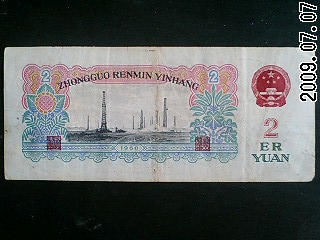 2
ZHONGGUO RENMIN YINHANG
2
1960
2
ER
YUAN
2009.07.07